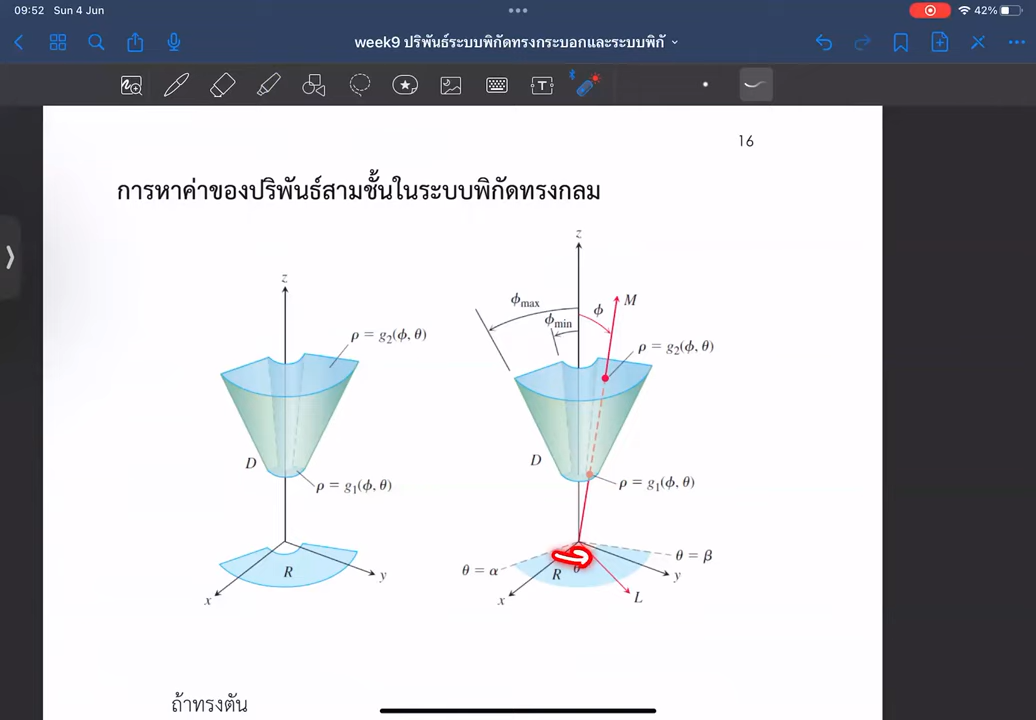 09:52 Sun 4 Jun
42%
week9 ปริพันธ์ระบบพิกัดทรงกระบอกและระบบพิกั
16
การหาค่าของปริพันธ์สามชั้นในระบบพิกัดทรงกลม
z
ρ = g₂(ϕ, θ)
D
ρ = g₁(ϕ, θ)
R
x
y
z
ϕmax
ϕmin
ϕ
M
ρ = g₂(ϕ, θ)
D
ρ = g₁(ϕ, θ)
θ = α
R
θ
θ = β
x
y
L
ถ้าทรงตัน